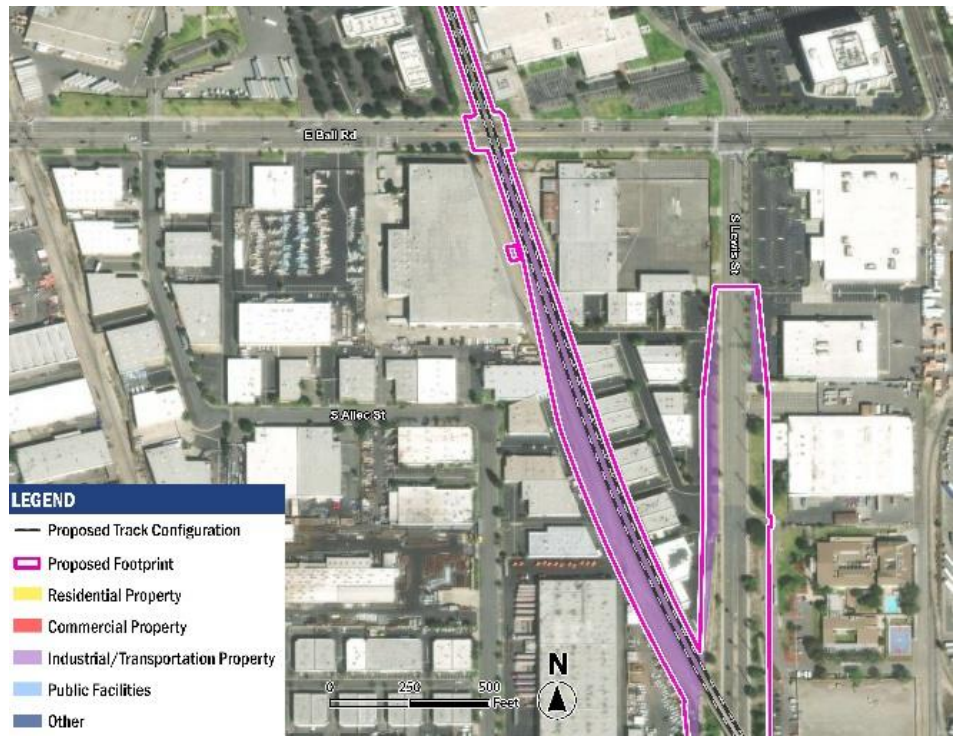 E Ball Rd
S Lewis St
S Allec St
LEGEND
Proposed Track Configuration
Proposed Footprint
Residential Property
Commercial Property
Industrial/Transportation Property
Public Facilities
Other
0 250 500
Feet
N